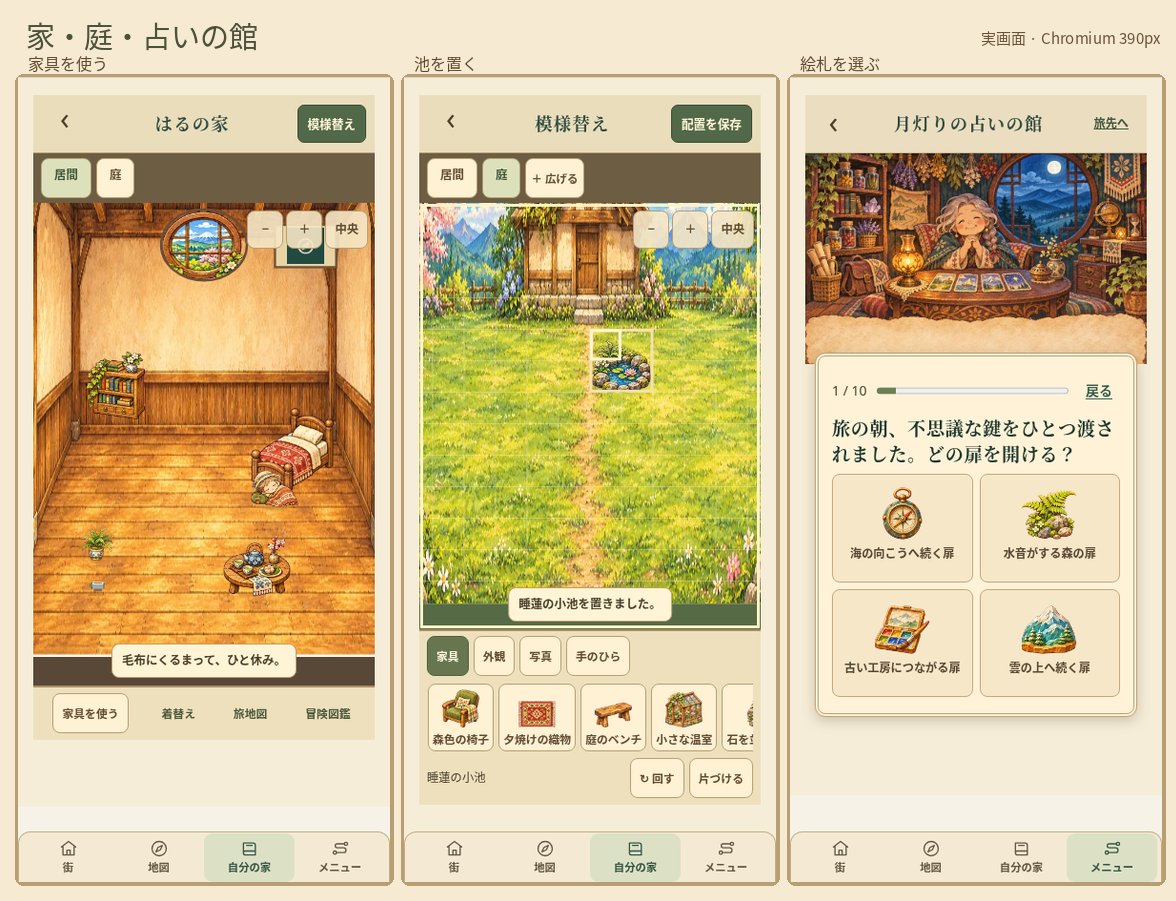 家・庭・占いの館
実画面 · Chromium 390px
家具を使う
はるの家
模様替え
居間
庭
−
+
中央
毛布にくるまって、ひと休み。
家具を使う
着替え
旅地図
冒険図鑑
街
地図
自分の家
メニュー
池を置く
模様替え
配置を保存
居間
庭
＋ 広げる
−
+
中央
睡蓮の小池を置きました。
家具
外観
写真
手のひら
森色の椅子
夕焼けの織物
庭のベンチ
小さな温室
石を
睡蓮の小池
↻ 回す
片づける
街
地図
自分の家
メニュー
絵札を選ぶ
月灯りの占いの館
旅先へ
1 / 10
戻る
旅の朝、不思議な鍵をひとつ渡さ
れました。どの扉を開ける？
海の向こうへ続く扉
水音がする森の扉
古い工房につながる扉
雲の上へ続く扉
街
地図
自分の家
メニュー